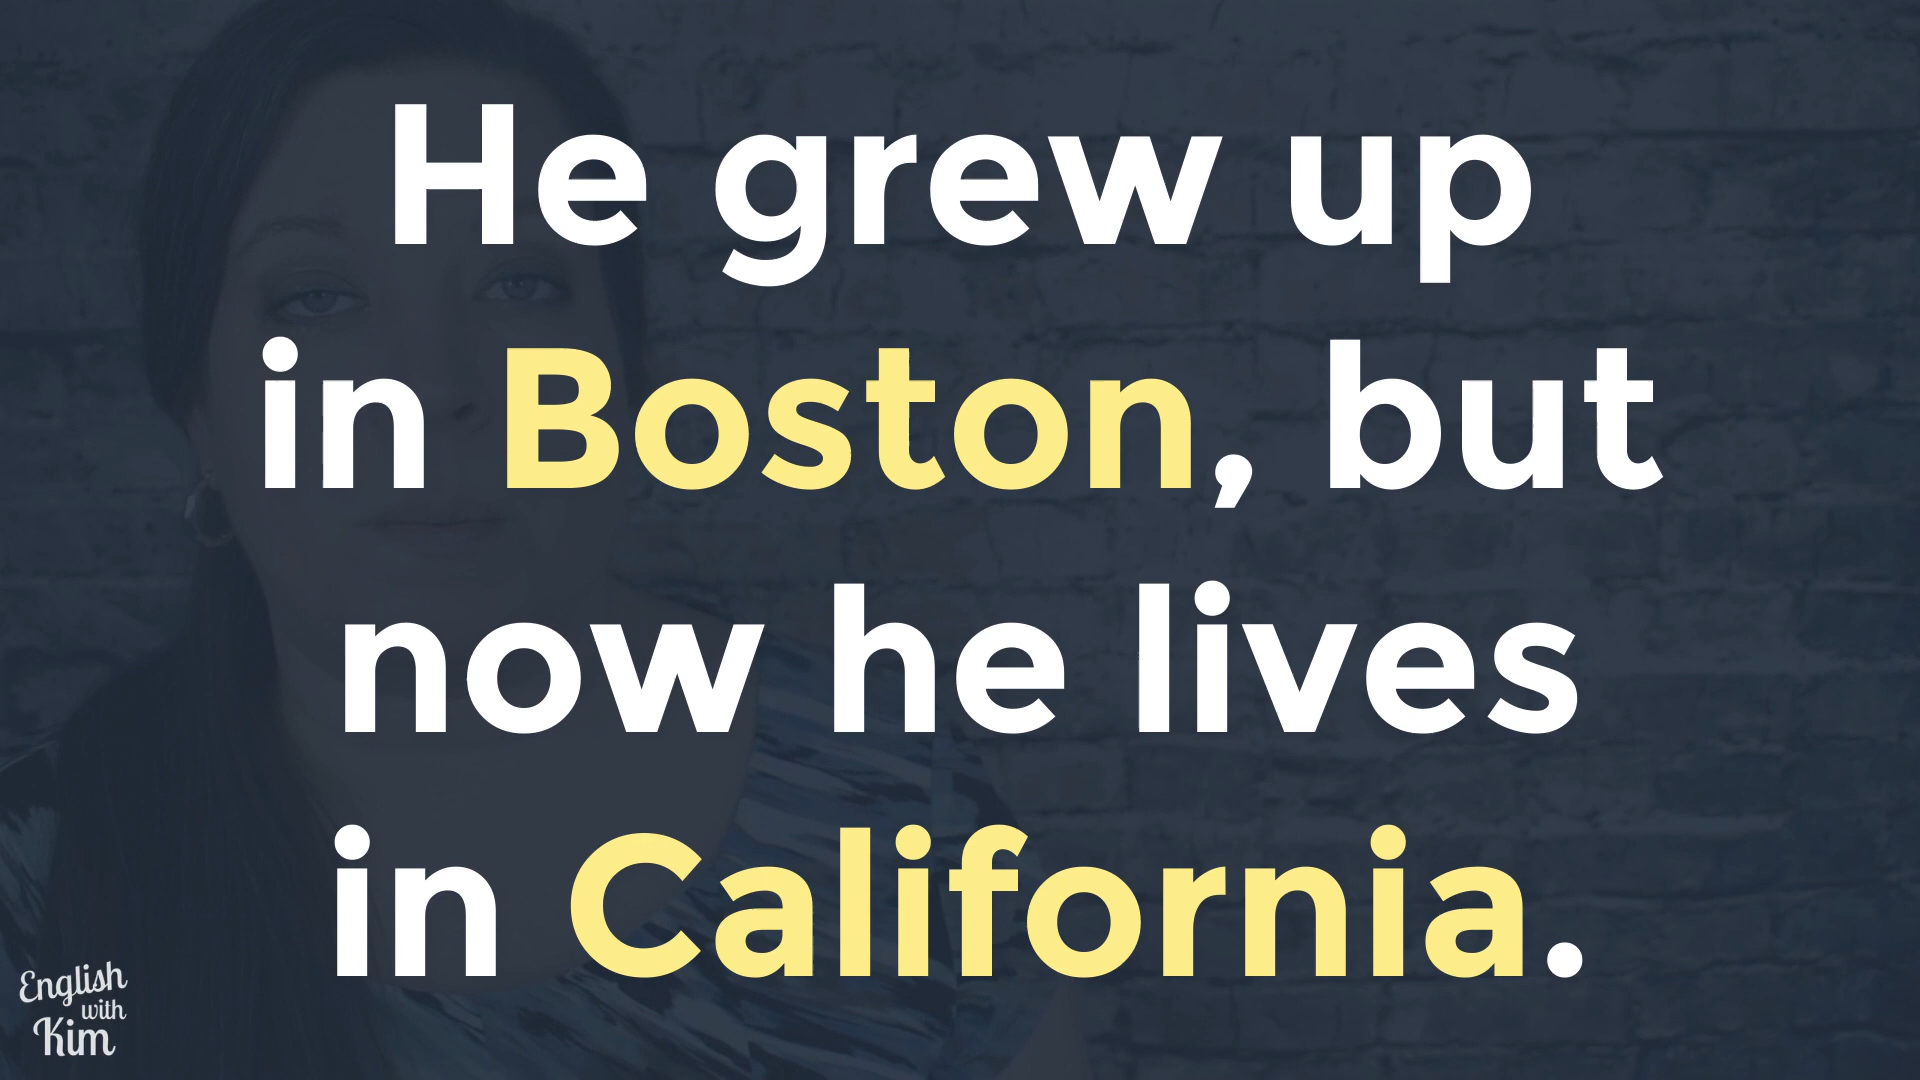 He grew up
in Boston, but
now he lives
in California.
English
with
Kim